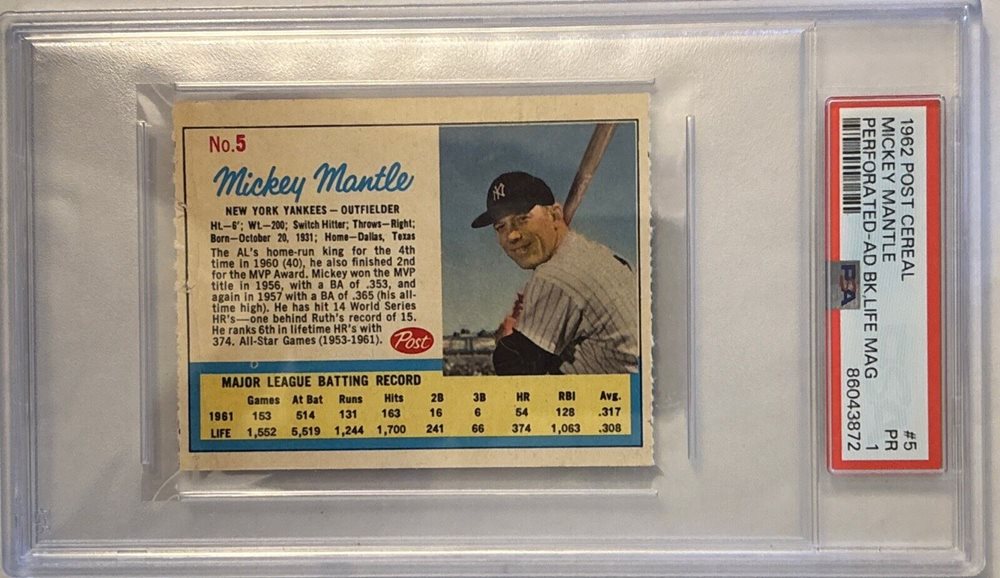 No.5
Mickey Mantle
NEW YORK YANKEES – OUTFIELDER
Ht.—6'; Wt.—200; Switch Hitter; Throws—Right;
Born—October 20, 1931; Home—Dallas, Texas
The AL's home-run king for the 4th
time in 1960 (40), he also finished 2nd
for the MVP Award. Mickey won the MVP
title in 1956, with a BA of .353, and
again in 1957 with a BA of .365 (his all-
time high). He has hit 14 World Series
HR's—one behind Ruth's record of 15.
He ranks 6th in lifetime HR's with
374. All-Star Games (1953-1961).
Post
NY
MAJOR LEAGUE BATTING RECORD
Games At Bat Runs Hits 2B 3B HR RBI Avg.
1961 153 514 131 163 16 6 54 128 .317
LIFE 1,552 5,519 1,244 1,700 241 66 374 1,063 .308
1962 POST CEREAL #5
MICKEY MANTLE PR
PERFORATED-AD BK,LIFE MAG 1
PSA
86043872